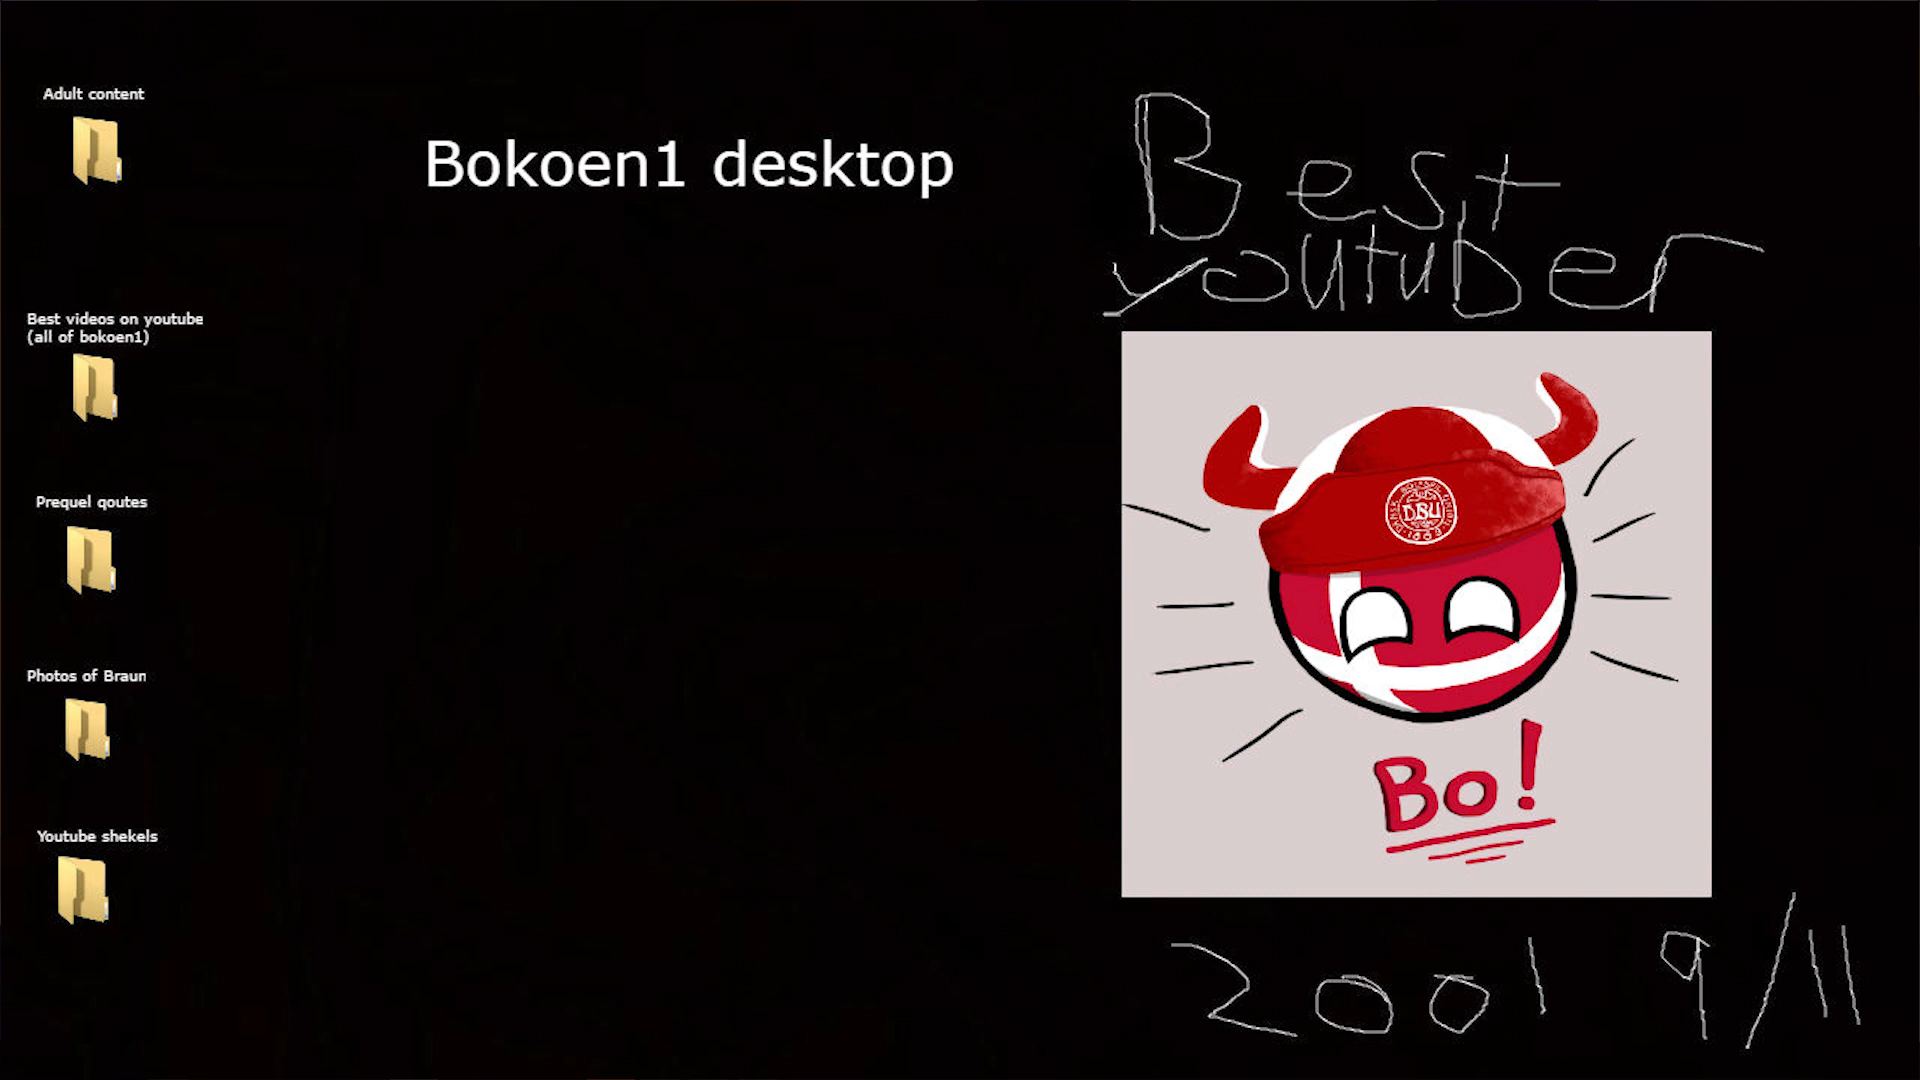 Adult content
Best videos on youtube
(all of bokoen1)
Prequel qoutes
Photos of Braun
Youtube shekels
Bokoen1 desktop
Best
youtuber
DBU
Bo!
2001 9/11